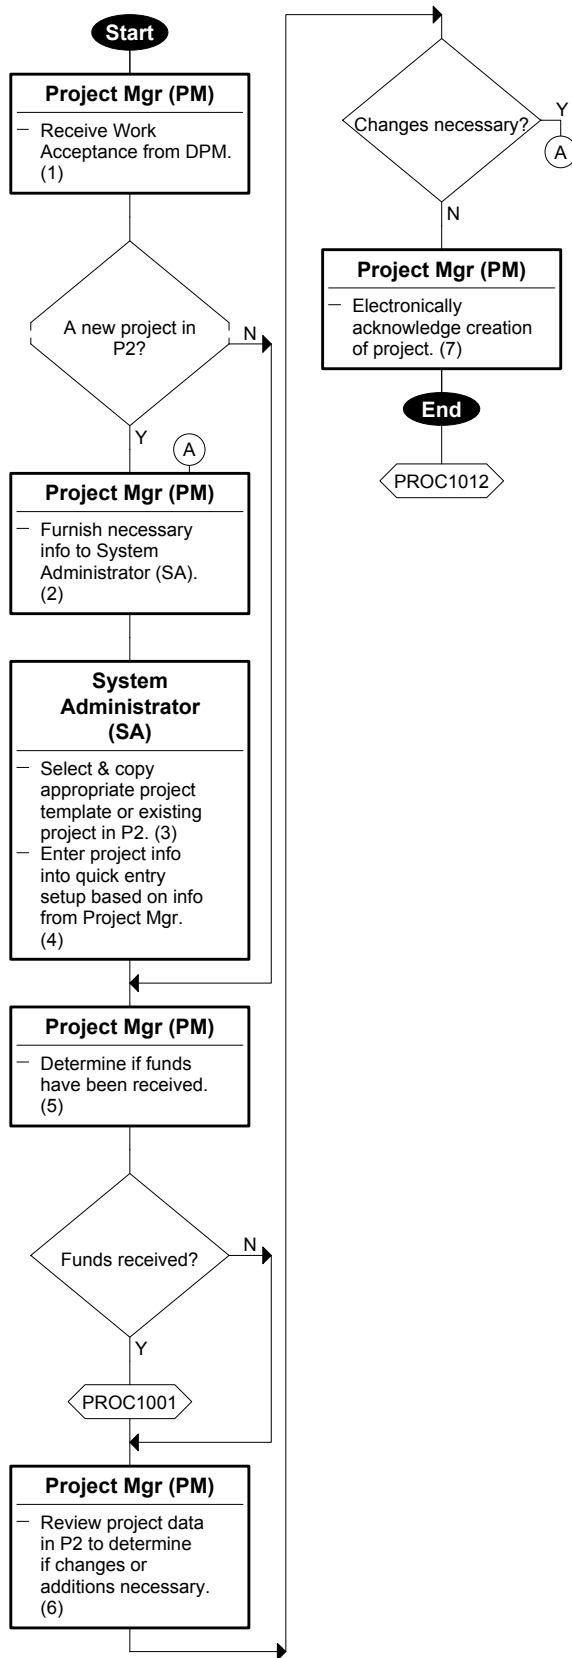 Start
Project Mgr (PM)
– Receive Work
Acceptance from DPM.
(1)
A new project in
P2?
N
Y
A
Project Mgr (PM)
– Furnish necessary
info to System
Administrator (SA).
(2)
System
Administrator
(SA)
– Select & copy
appropriate project
template or existing
project in P2. (3)
– Enter project info
into quick entry
setup based on info
from Project Mgr.
(4)
Project Mgr (PM)
– Determine if funds
have been received.
(5)
Funds received?
N
Y
PROC1001
Project Mgr (PM)
– Review project data
in P2 to determine
if changes or
additions necessary.
(6)
Changes necessary?
Y
A
N
Project Mgr (PM)
– Electronically
acknowledge creation
of project. (7)
End
PROC1012